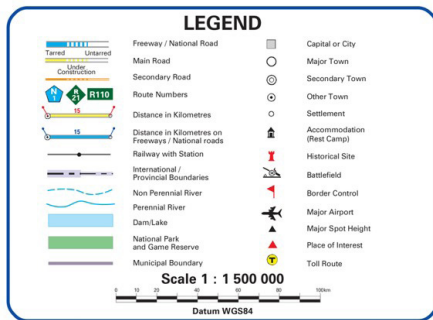 LEGEND
Freeway / National Road
Tarred Untarred
Main Road
Under
Construction
Secondary Road
N
1
R
21
R110
Route Numbers
15
Distance in Kilometres
15
Distance in Kilometres on
Freeways / National roads
Railway with Station
International /
Provincial Boundaries
Non Perennial River
Perennial River
Dam/Lake
National Park
and Game Reserve
Municipal Boundary
Capital or City
Major Town
Secondary Town
Other Town
Settlement
Accommodation
(Rest Camp)
Historical Site
Battlefield
Border Control
Major Airport
Major Spot Height
Place of Interest
T
Toll Route
Scale 1 : 1 500 000
10 0 20 40 60 80 100km
Datum WGS84